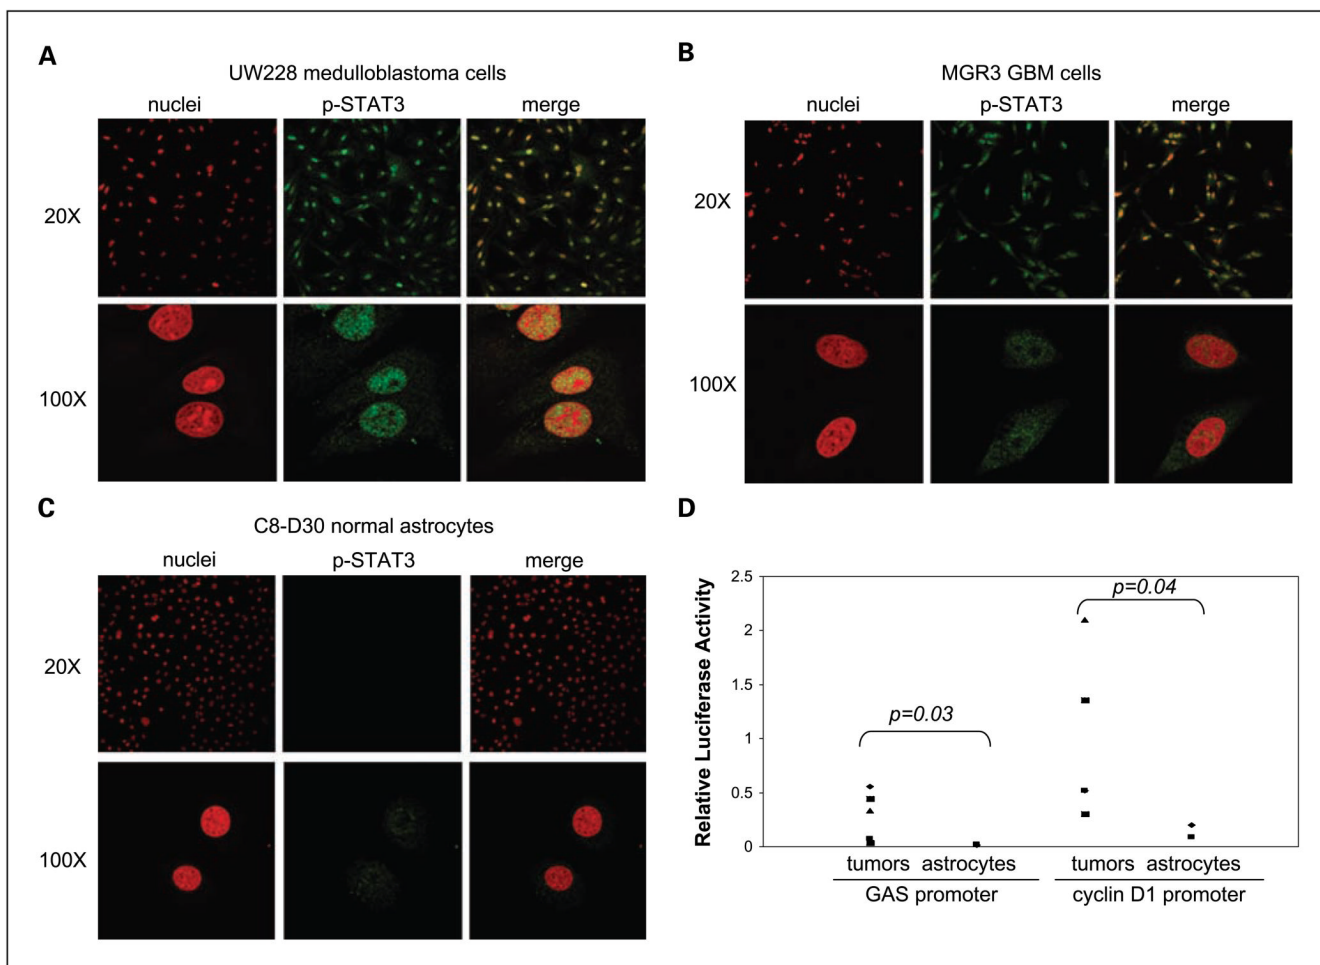 A
UW228 medulloblastoma cells
nuclei p-STAT3 merge
20X
100X
B
MGR3 GBM cells
nuclei p-STAT3 merge
20X
100X
C
C8-D30 normal astrocytes
nuclei p-STAT3 merge
20X
100X
D
Relative Luciferase Activity
2.5
2
1.5
1
0.5
0
p=0.03
p=0.04
tumors astrocytes tumors astrocytes
GAS promoter cyclin D1 promoter